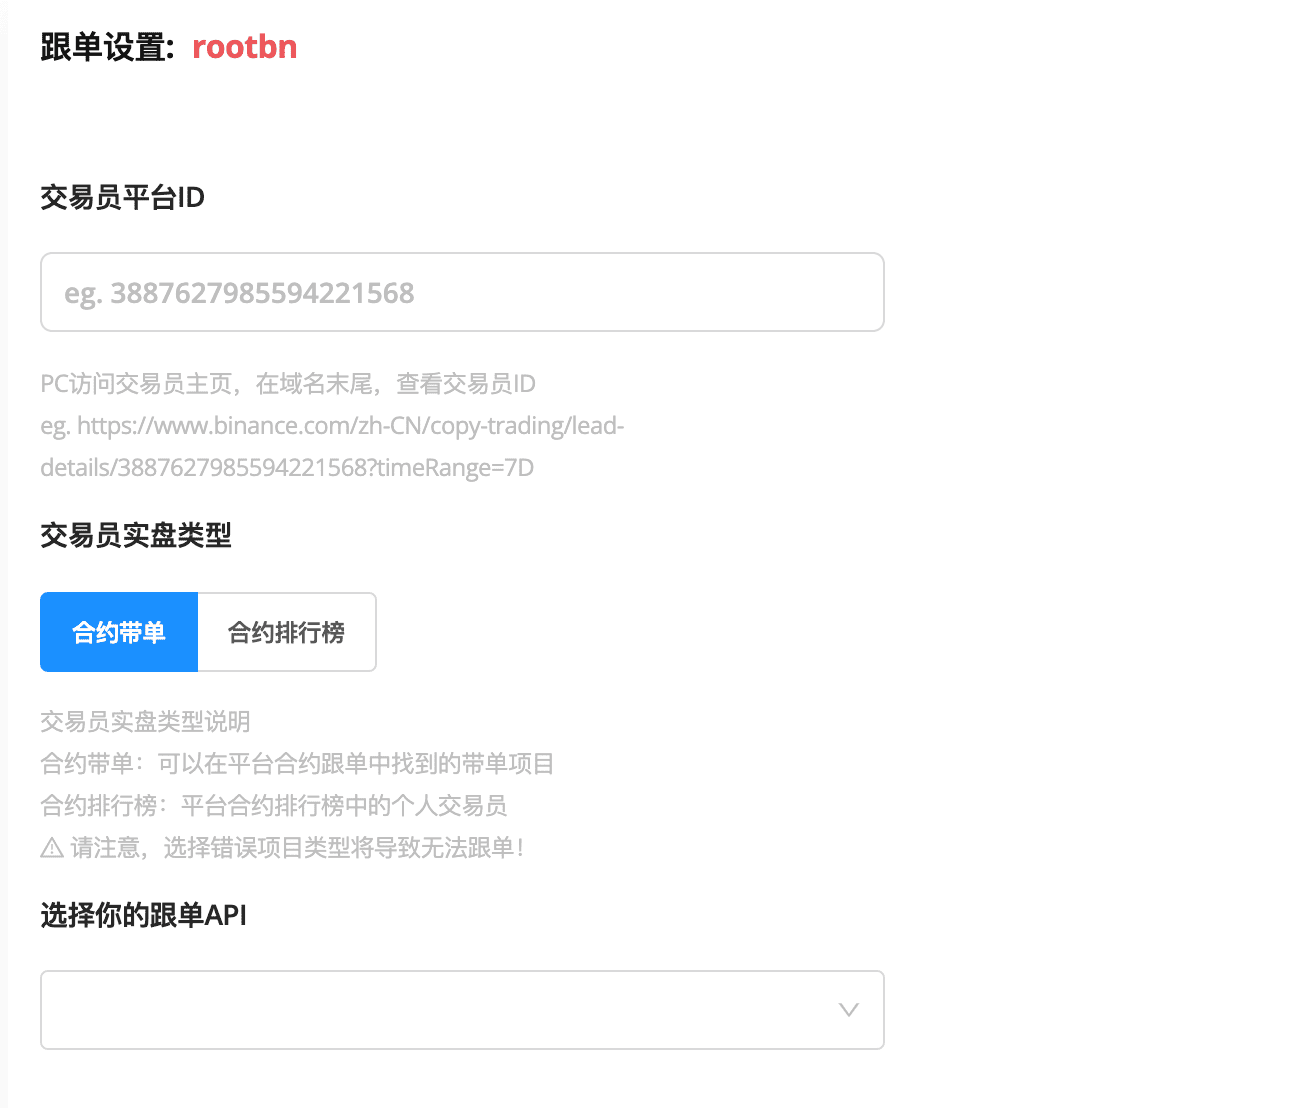 跟单设置: rootbn
交易员平台ID
eg. 3887627985594221568
PC访问交易员主页，在域名末尾，查看交易员ID
eg. https://www.binance.com/zh-CN/copy-trading/lead-
details/3887627985594221568?timeRange=7D
交易员实盘类型
合约带单 合约排行榜
交易员实盘类型说明
合约带单：可以在平台合约跟单中找到的带单项目
合约排行榜：平台合约排行榜中的个人交易员
⚠ 请注意，选择错误项目类型将导致无法跟单！
选择你的跟单API